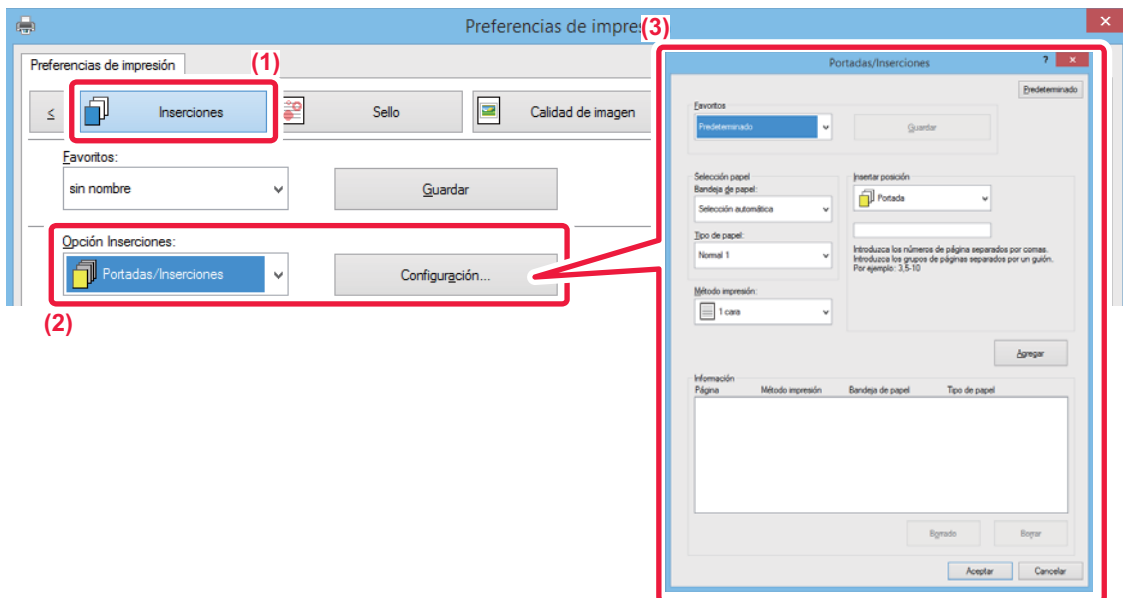 Preferencias de impres
(3)
Preferencias de impresión
(1)
≤
Inserciones
Sello
Calidad de imagen
Favoritos:
sin nombre
Guardar
Opción Inserciones:
Portadas/Inserciones
Configuración...
(2)
Portadas/Inserciones
?
Predeterminado
Favoritos
Predeterminado
Guardar
Selección papel
Bandeja de papel:
Selección automática
Tipo de papel:
Normal 1
Método impresión:
1 cara
Insertar posición
Portada
Introduzca los números de página separados por comas.
Introduzca los grupos de páginas separados por un guión.
Por ejemplo: 3,5-10
Agregar
Información
Página Método impresión Bandeja de papel Tipo de papel
Borrado Borrar
Aceptar Cancelar